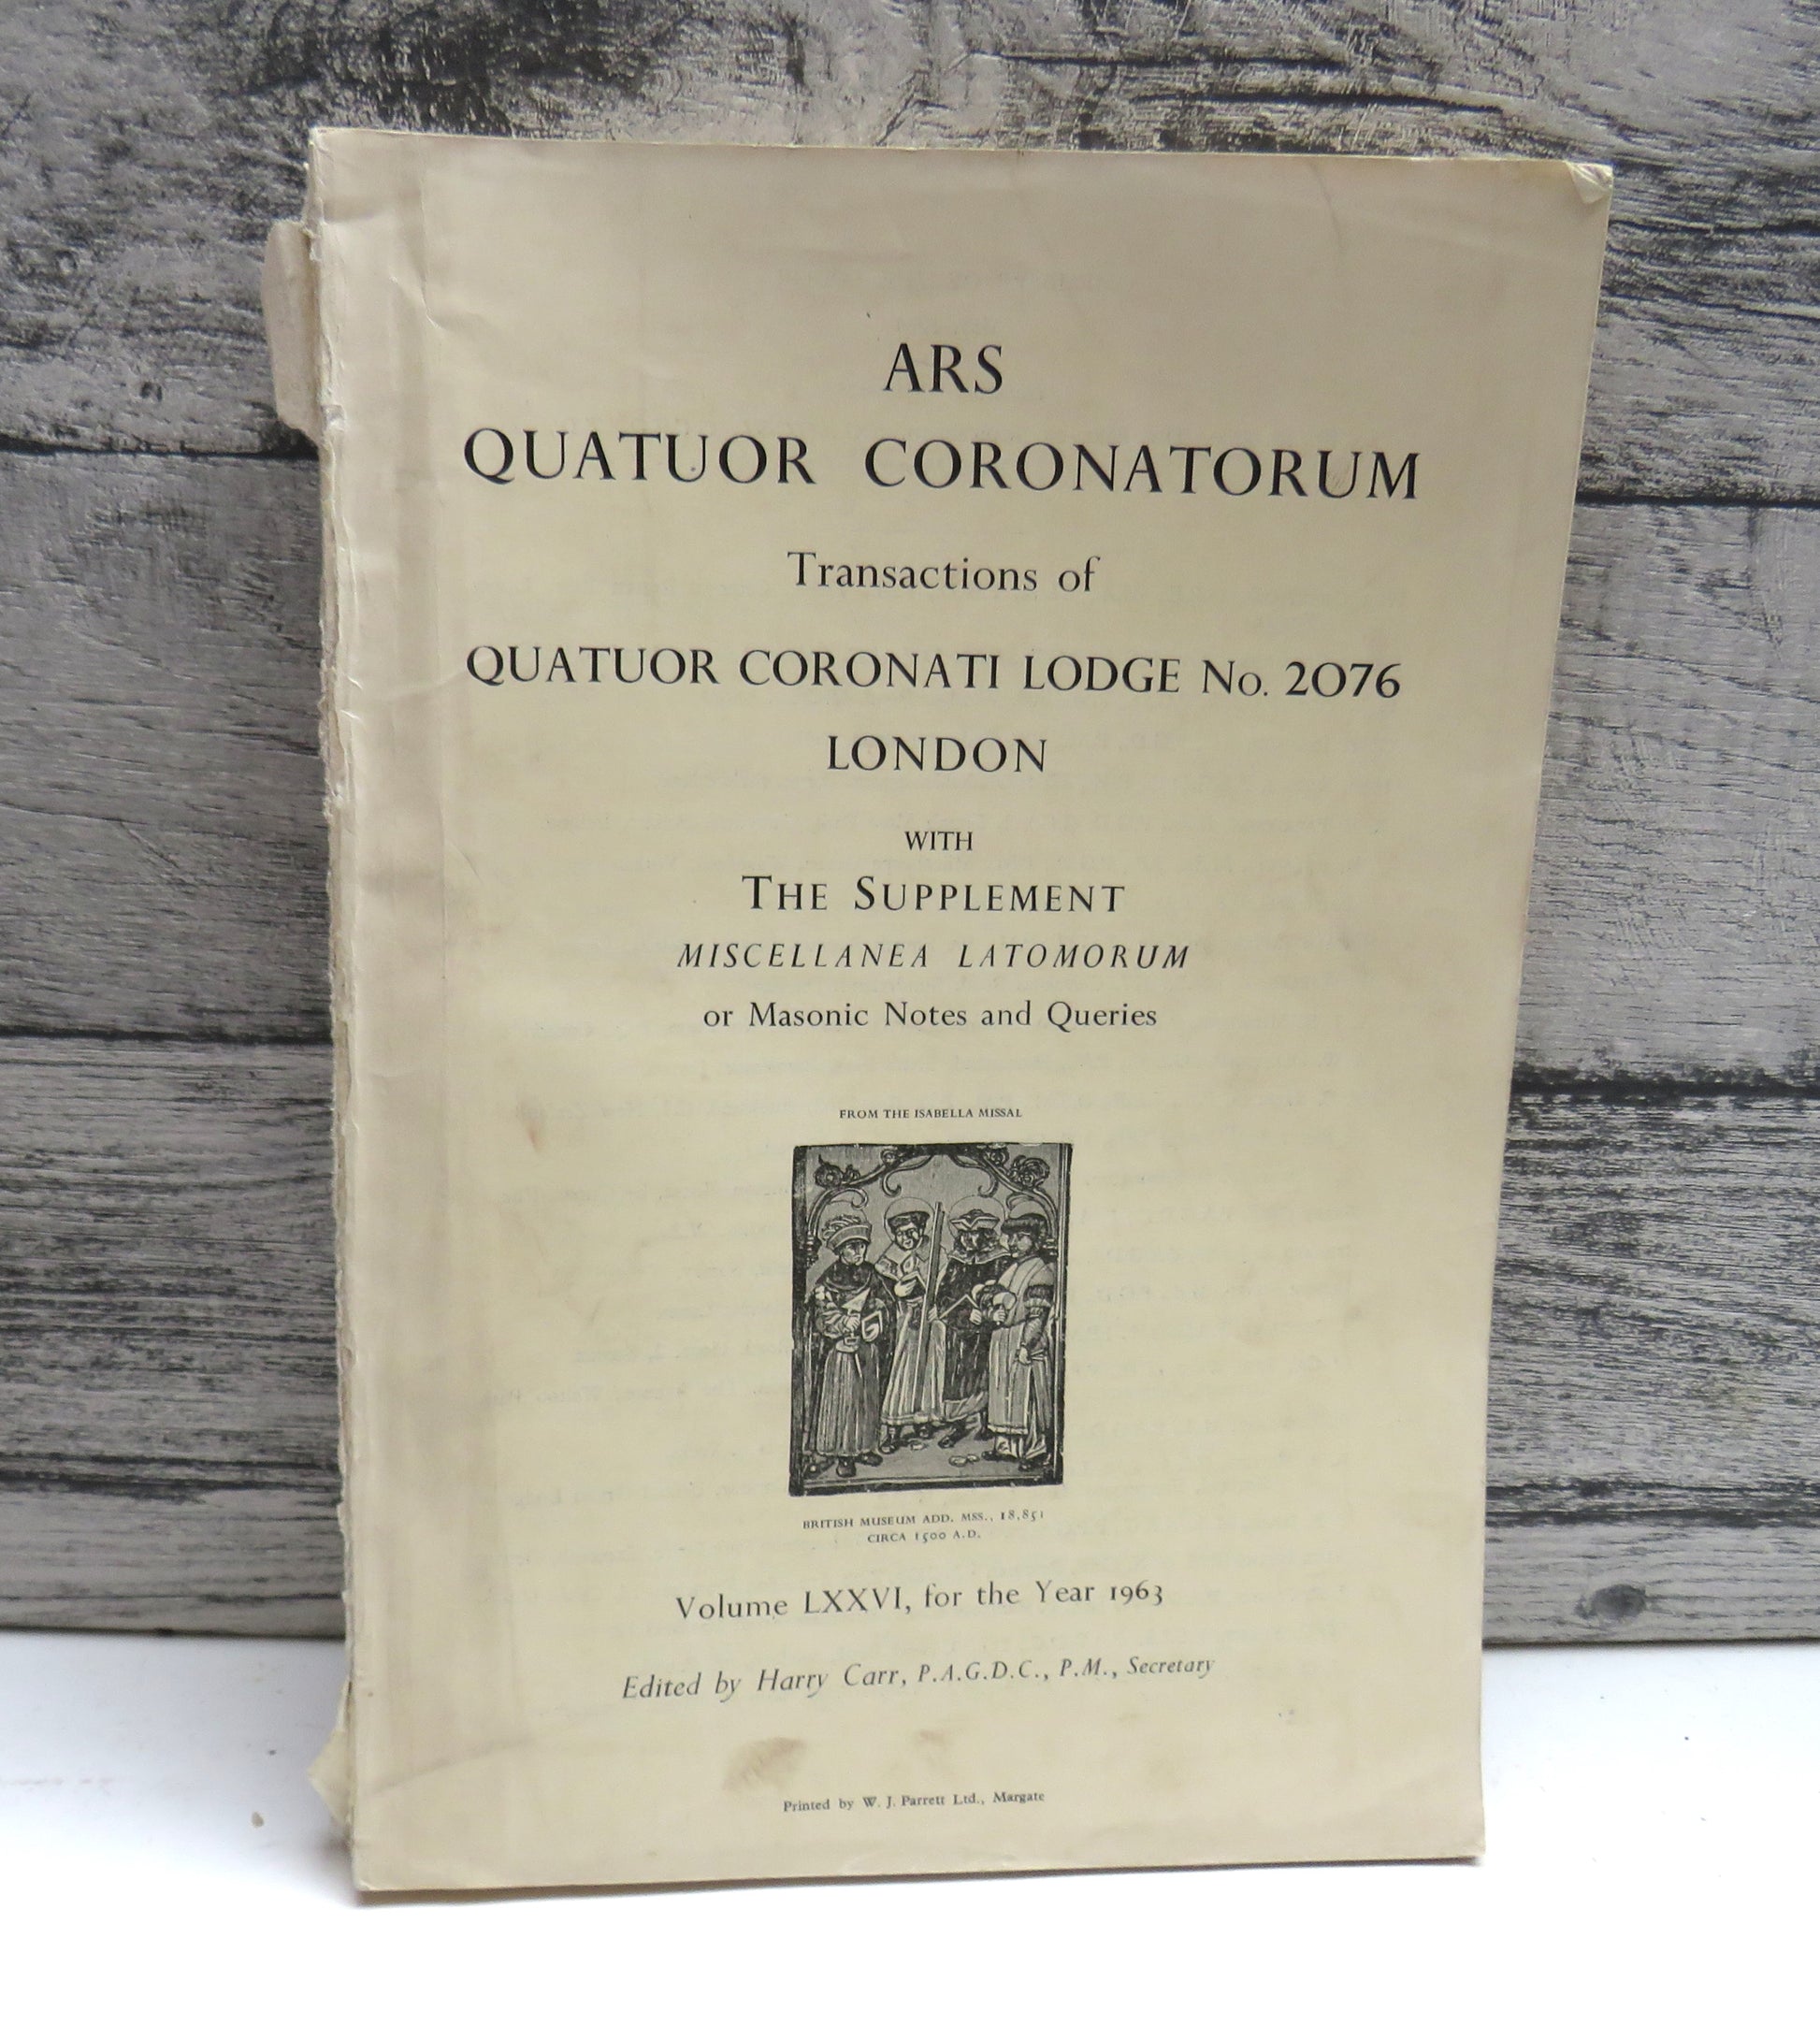 ARS
QUATUOR CORONATORUM
Transactions of
QUATUOR CORONATI LODGE No. 2076
LONDON
WITH
THE SUPPLEMENT
MISCELLANEA LATOMORUM
or Masonic Notes and Queries
FROM THE ISABELLA MISSAL
BRITISH MUSEUM ADD. MSS., 18,851
CIRCA 1500 A.D.
Volume LXXVI, for the Year 1963
Edited by Harry Carr, P.A.G.D.C., P.M., Secretary
Printed by W. J. Parrett Ltd., Margate